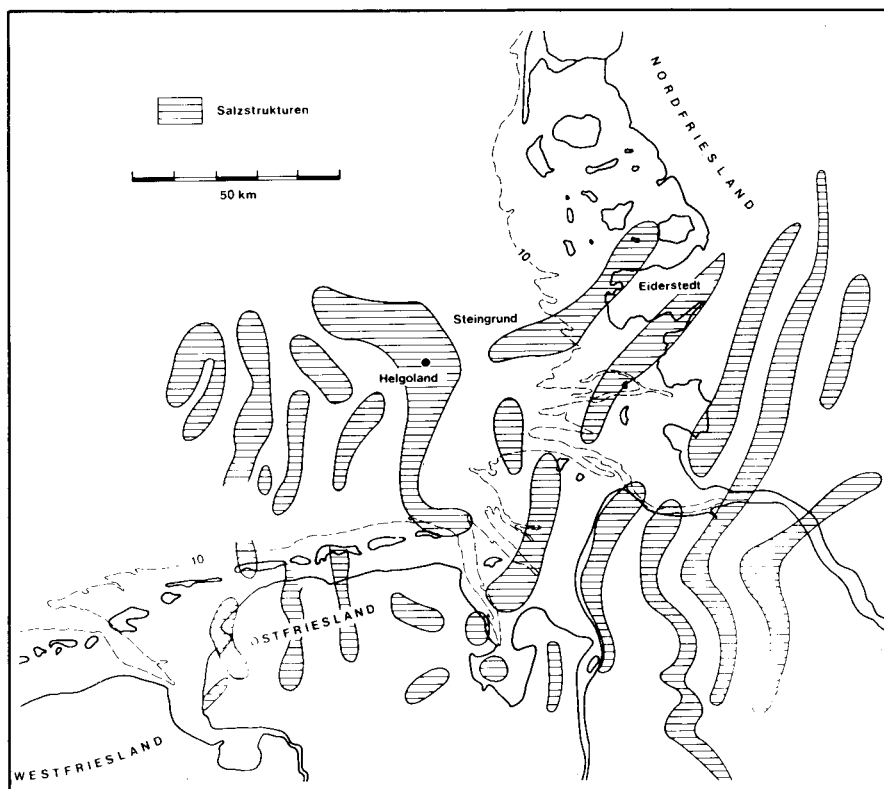 NORDFRIESLAND
Salzstrukturen
50 km
10
Eiderstedt
Steingrund
Helgoland
10
OSTFRIESLAND
WESTFRIESLAND